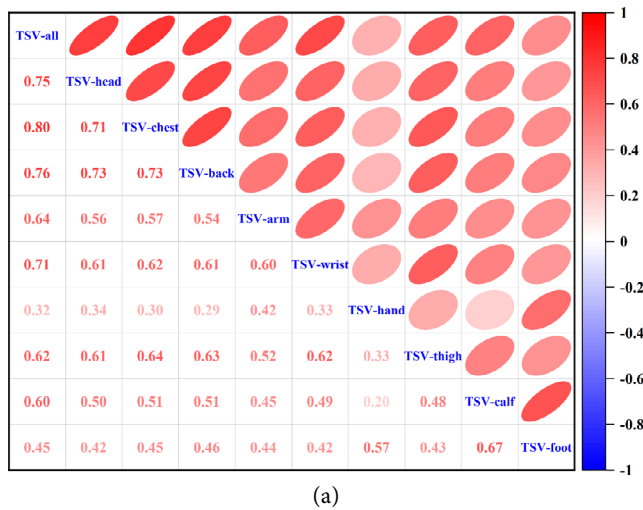 TSV-all
0.75 TSV-head
0.80 0.71 TSV-chest
0.76 0.73 0.73 TSV-back
0.64 0.56 0.57 0.54 TSV-arm
0.71 0.61 0.62 0.61 0.60 TSV-wrist
0.32 0.34 0.30 0.29 0.42 0.33 TSV-hand
0.62 0.61 0.64 0.63 0.52 0.62 0.33 TSV-thigh
0.60 0.50 0.51 0.51 0.45 0.49 0.20 0.48 TSV-calf
0.45 0.42 0.45 0.46 0.44 0.42 0.57 0.43 0.67 TSV-foot
1
0.8
0.6
0.4
0.2
0
-0.2
-0.4
-0.6
-0.8
-1
(a)